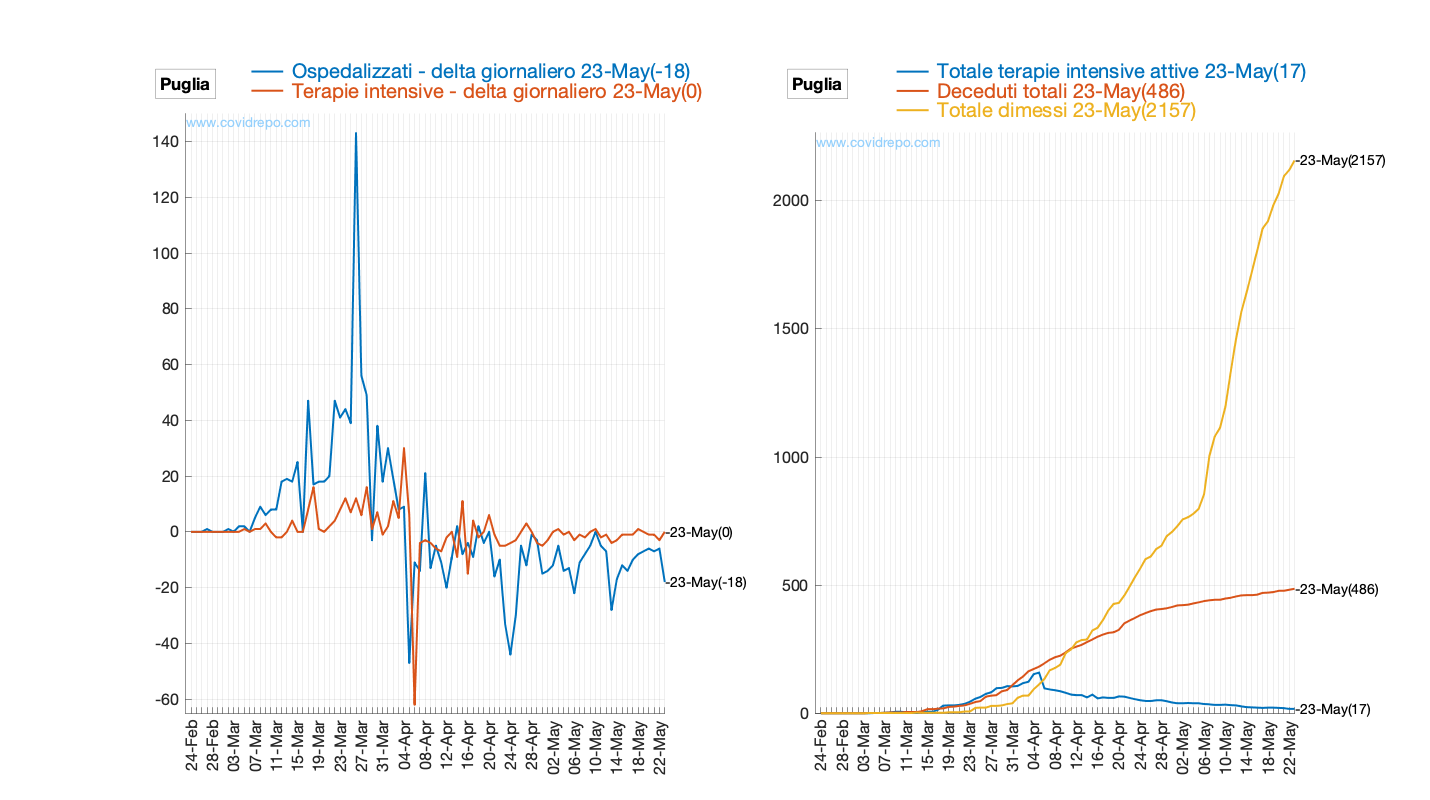 Puglia
Ospedalizzati - delta giornaliero 23-May(-18)
Terapie intensive - delta giornaliero 23-May(0)
www.covidrepo.com
140
120
100
80
60
40
20
0
-20
-40
-60
-23-May(0)
-23-May(-18)
24-Feb
28-Feb
03-Mar
07-Mar
11-Mar
15-Mar
19-Mar
23-Mar
27-Mar
31-Mar
04-Apr
08-Apr
12-Apr
16-Apr
20-Apr
24-Apr
28-Apr
02-May
06-May
10-May
14-May
18-May
22-May
Puglia
Totale terapie intensive attive 23-May(17)
Deceduti totali 23-May(486)
Totale dimessi 23-May(2157)
www.covidrepo.com
2000
1500
1000
500
0
-23-May(2157)
-23-May(486)
-23-May(17)
24-Feb
28-Feb
03-Mar
07-Mar
11-Mar
15-Mar
19-Mar
23-Mar
27-Mar
31-Mar
04-Apr
08-Apr
12-Apr
16-Apr
20-Apr
24-Apr
28-Apr
02-May
06-May
10-May
14-May
18-May
22-May